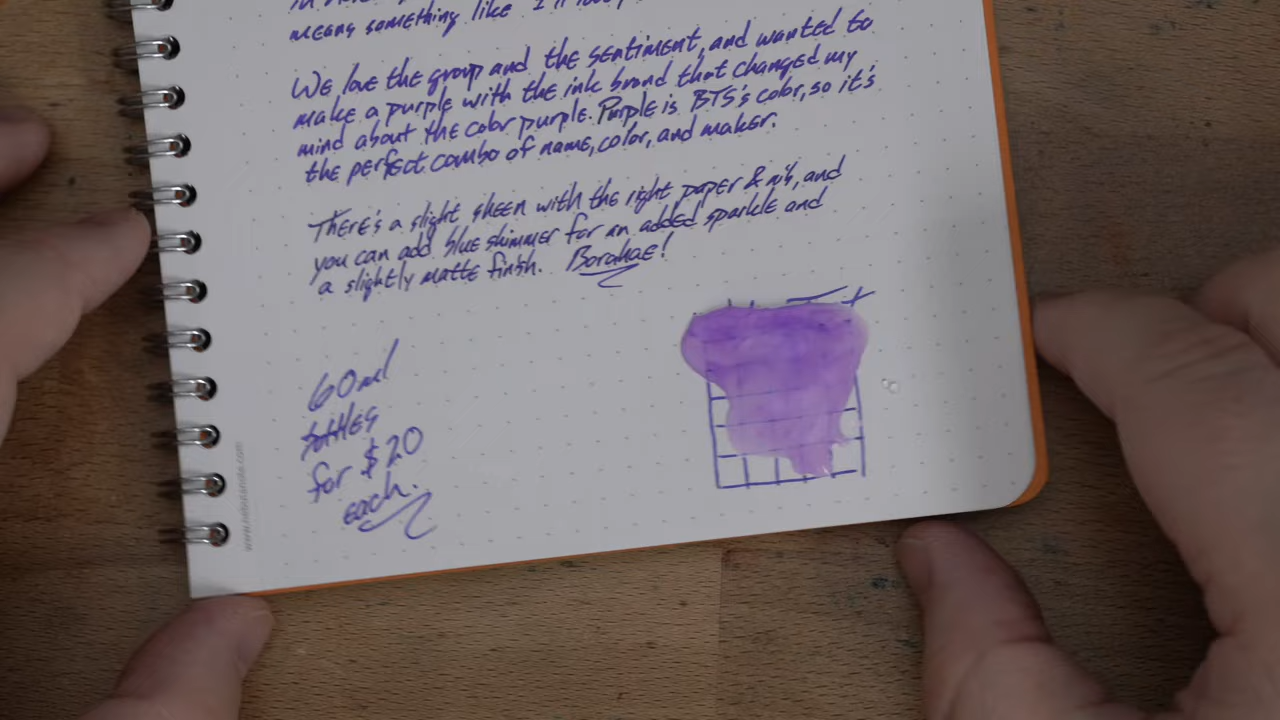 means something like "I'll
We love the group and the sentiment, and wanted to
make a purple with the ink brand that changed my
mind about the color purple. Purple is BTS's color, so it's
the perfect combo of name, color, and maker.
There's a slight sheen with the right paper & nib, and
you can add blue shimmer for an added sparkle and
a slightly matte finish. Borahae!
60ml
bottles
for $20
each.